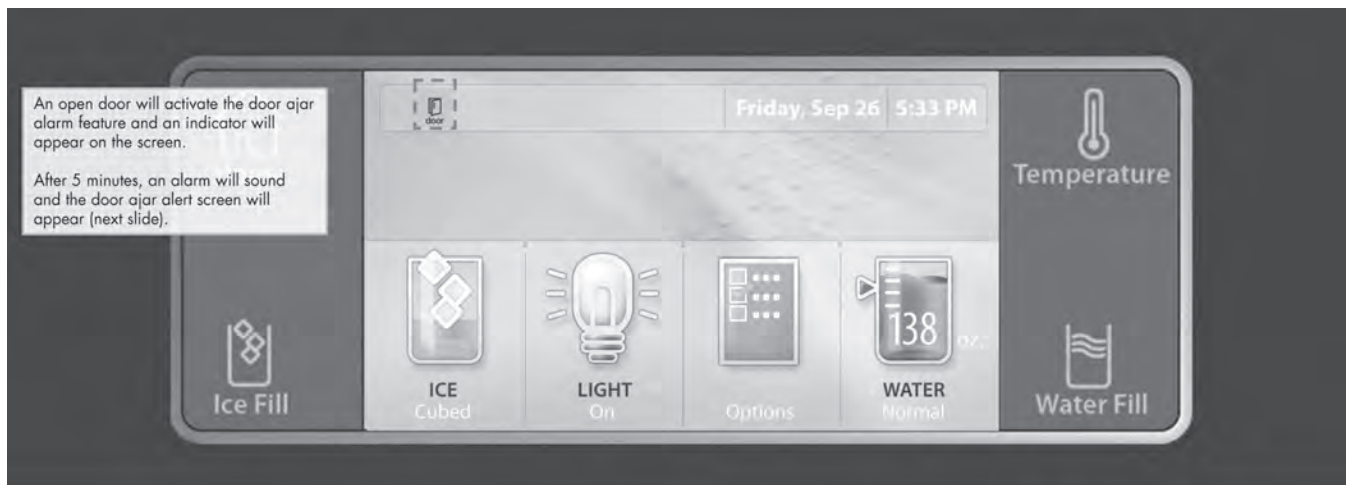 An open door will activate the door ajar
alarm feature and an indicator will
appear on the screen.
After 5 minutes, an alarm will sound
and the door ajar alert screen will
appear (next slide).
door
Friday, Sep 26 5:33 PM
Temperature
138 oz.
Ice Fill
ICE
Cubed
LIGHT
On
Options
WATER
Normal
Water Fill